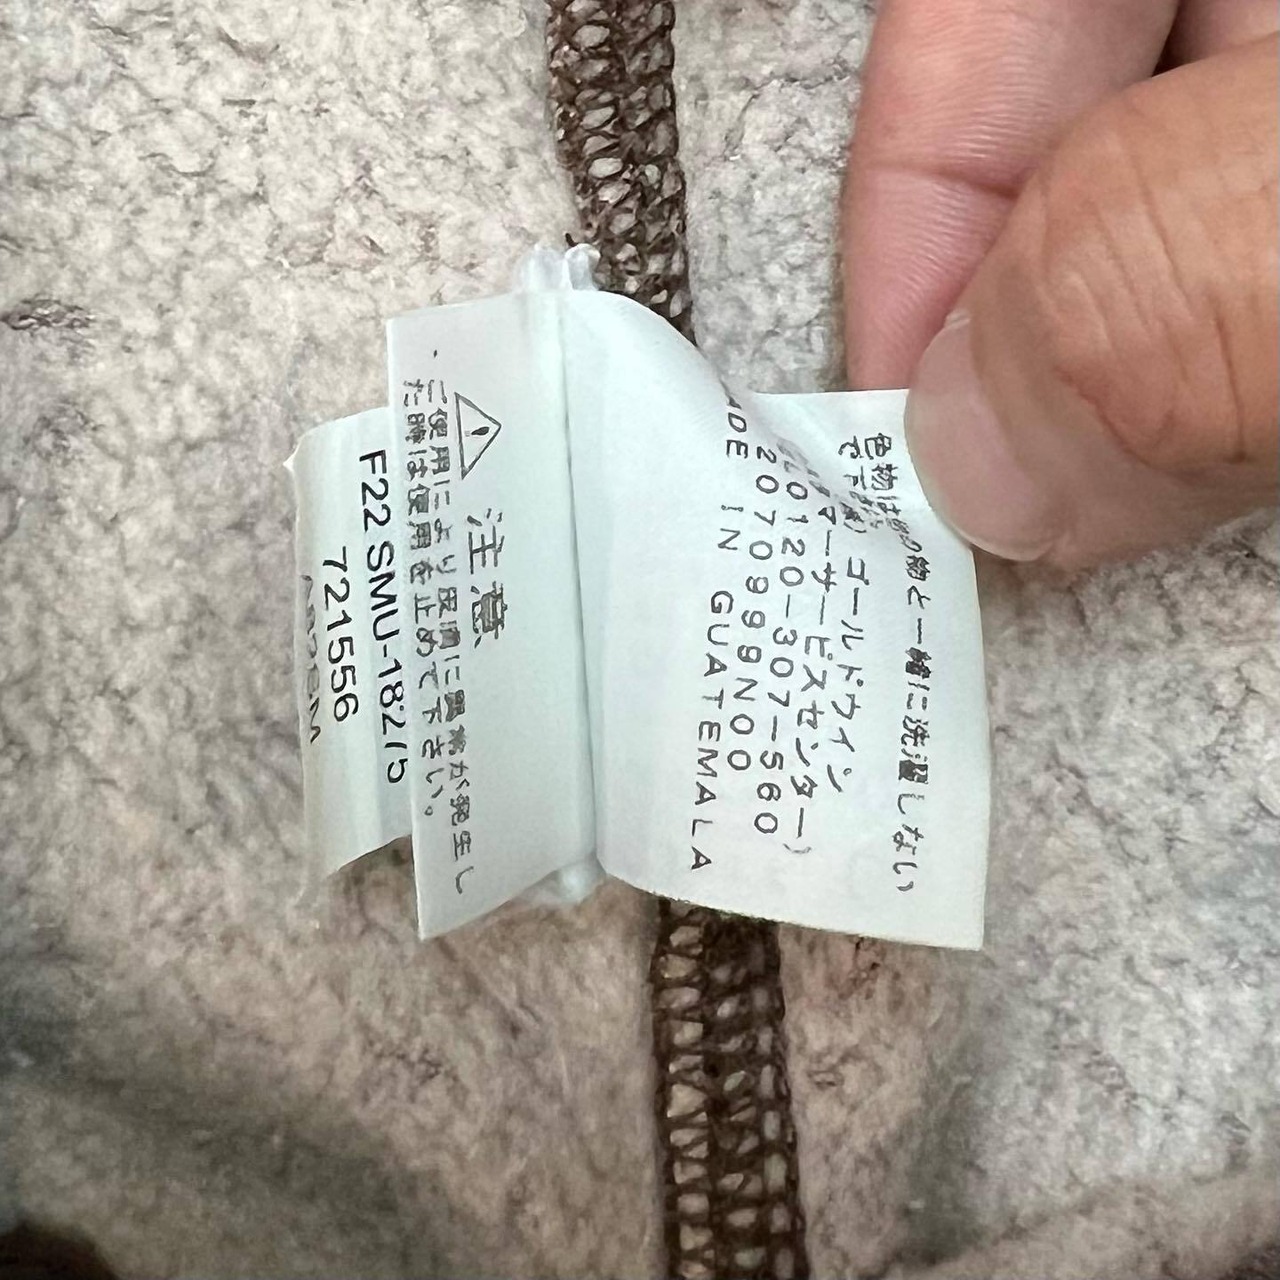 色物は他の物と一緒に洗濯しない
で下さい
ゴールドウイン
カスタマーサービスセンター)
0120-307-560
2070999N00
MADE IN GUATEMALA
注意
・ご使用により皮膚に異常が発生し
た時は使用を止めて下さい。
F22 SMU-18275
721556